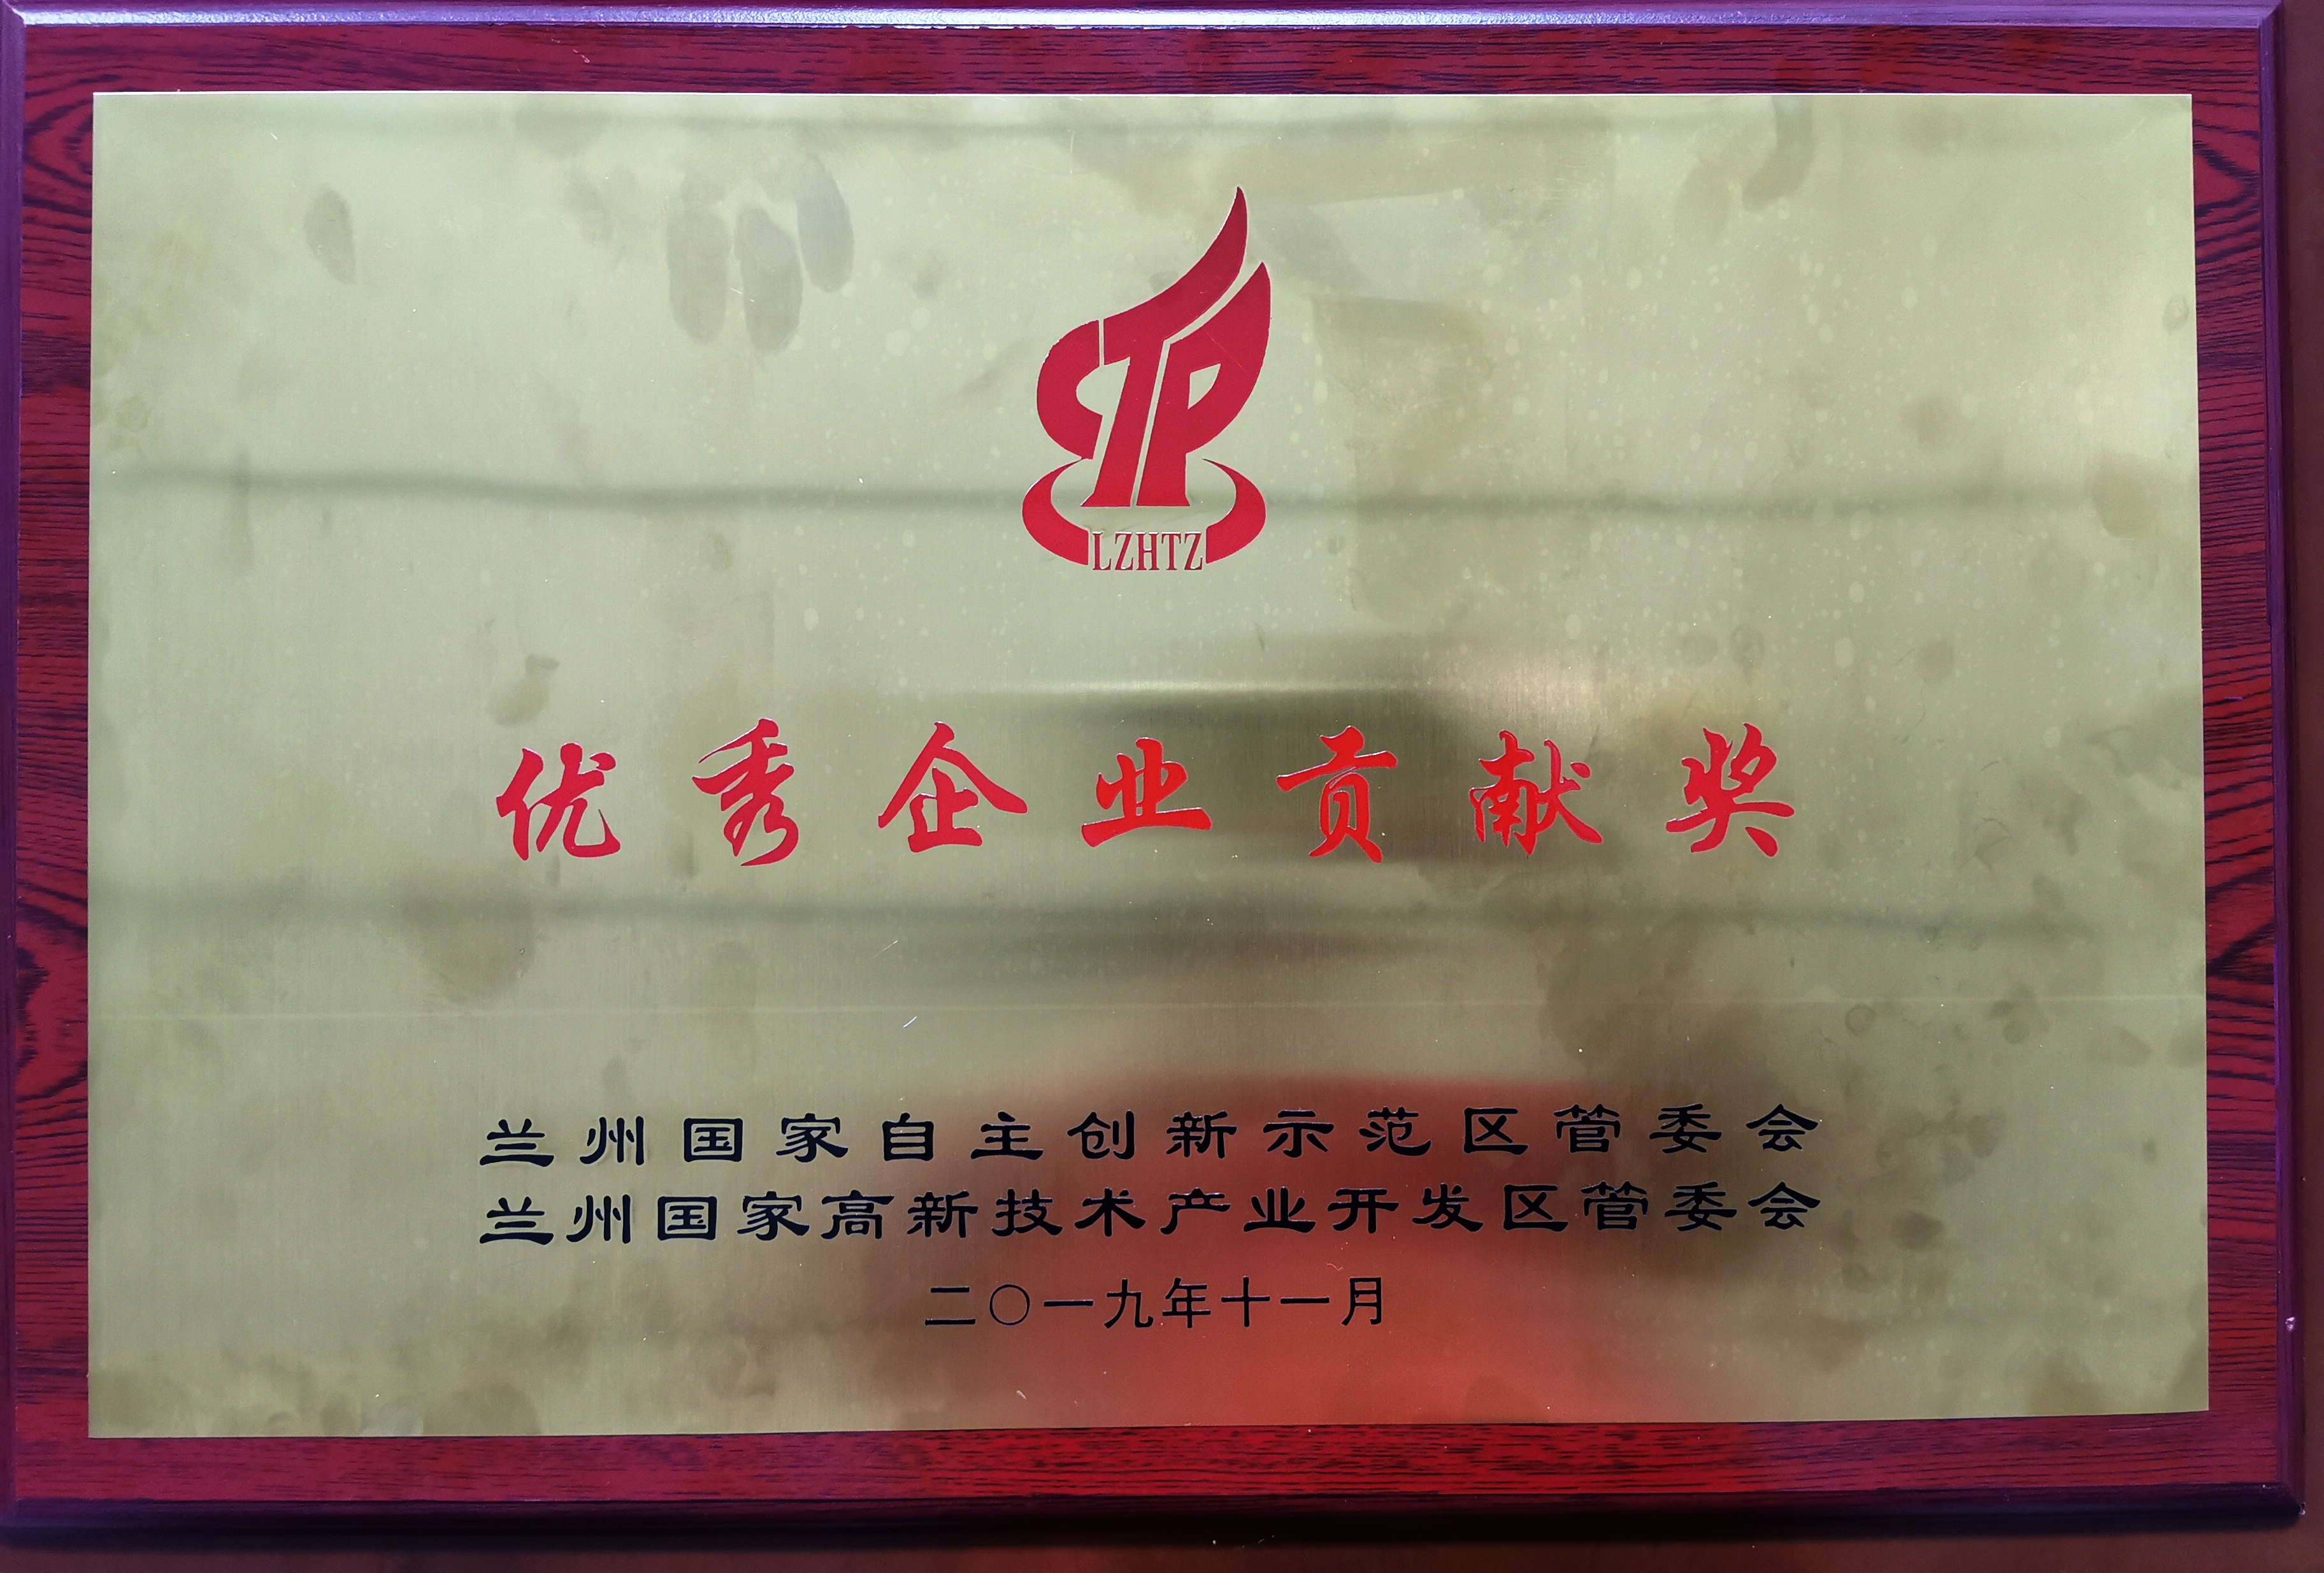 CTP
LZHTZ
优秀企业贡献奖
兰州国家自主创新示范区管委会
兰州国家高新技术产业开发区管委会
二〇一九年十一月